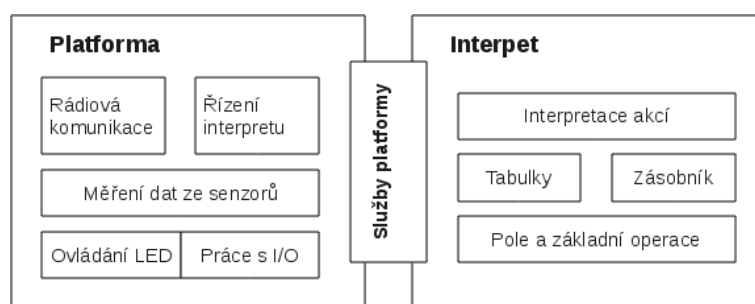 Platforma
Rádiová
komunikace
Řízení
interpretu
Měření dat ze senzorů
Ovládání LED
Práce s I/O
Služby platformy
Interpet
Interpretace akcí
Tabulky
Zásobník
Pole a základní operace